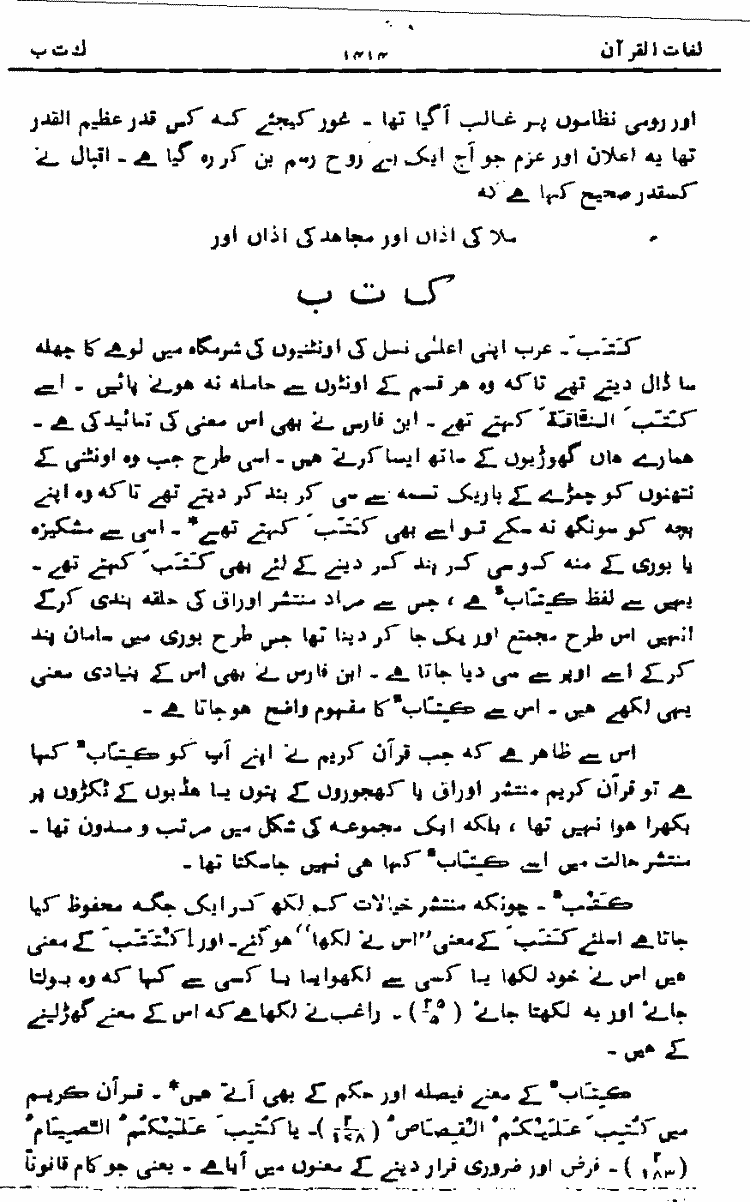 لغات القرآن ۱۴۱۳ ك ت ب
اور رومی نظاموں پر غالب آ گیا تھا ۔ غور کیجئے کہ کس قدر عظیم القدر
تھا یہ اعلان اور عزم جو آج ایک بے روح رسم بن کر رہ گیا ہے ۔ اقبال نے
کسقدر صحیح کہا ہے کہ
ملا کی اذاں اور مجاهد کی اذاں اور
ک ت ب
كَتَبَ ۔ عرب اپنی اعلیٰ نسل کی اونٹنیوں کی شرمگاہ میں لوہے کا چھلہ
سا ڈال دیتے تھے تا کہ وہ ہر قسم کے اونٹوں سے حاملہ نہ ہونے پائیں ۔ اسے
كَتَبَ النَّاقَةَ کہتے تھے ۔ ابن فارس نے بھی اس معنی کی تائید کی ہے ۔
ہمارے ہاں گھوڑیوں کے ساتھ ایسا کرتے ہیں ۔ اسی طرح جب وہ اونٹنی کے
نتھنوں کو چمڑے کے باریک تسمہ سے سی کر بند کر دیتے تھے تا کہ وہ اپنے
بچہ کو سونگھ نہ سکے تو اسے بھی كَتَبَ کہتے تھے* ۔ اسی سے مشکیزہ
یا بوری کے منہ کو سی کر بند کر دینے کے لئے بھی كَتَبَ کہتے تھے ۔
یہیں سے لفظ كِتَابٌ ہے ، جس سے مراد منتشر اوراق کی حلقہ بندی کرکے
انہیں اس طرح مجتمع اور یک جا کر دینا تھا جس طرح بوری میں سامان بند
کرکے اسے اوپر سے سی دیا جاتا ہے ۔ ابن فارس نے بھی اس کے بنیادی معنی
یہی لکھے ہیں ۔ اس سے كِتَابٌ کا مفہوم واضح ہوجاتا ہے ۔
اس سے ظاہر ہے کہ جب قرآن کریم نے اپنے آپ کو كِتَابٌ کہا
ہے تو قرآن کریم منتشر اوراق یا کھجوروں کے پتوں یا ہڈیوں کے ٹکڑوں پر
بکھرا ہوا نہیں تھا ، بلکہ ایک مجموعہ کی شکل میں مرتب و مدون تھا ۔
منتشر حالت میں اسے كِتَابٌ کہا ہی نہیں جاسکتا تھا ۔
كَتْبٌ ۔ چونکہ منتشر خیالات کو لکھ کر ایک جگہ محفوظ کیا
جاتا ہے اسلئے كَتَبَ کے معنی ''اس نے لکھا'' ہو گئے۔ اور اِكْتَتَبَ کے معنی
ہیں اس نے خود لکھا یا کسی سے لکھوایا یا کسی سے کہا کہ وہ بولتا
جائے اور یہ لکھتا جائے (۲۵/۵) ۔ راغب نے لکھا ہے کہ اس کے معنے گھڑلینے
کے ہیں ۔
كِتَابٌ کے معنے فیصلہ اور حکم کے بھی آتے ہیں* ۔ قرآن کریم
میں كُتِبَ عَلَيْكُمُ الْقِصَاصُ (۲/۱۷۸)۔ یا كُتِبَ عَلَيْكُمُ الصِّيَامُ
(۲/۱۸۳) ۔ فرض اور ضروری قرار دینے کے معنوں میں آیا ہے ۔ یعنی جو کام قانوناً